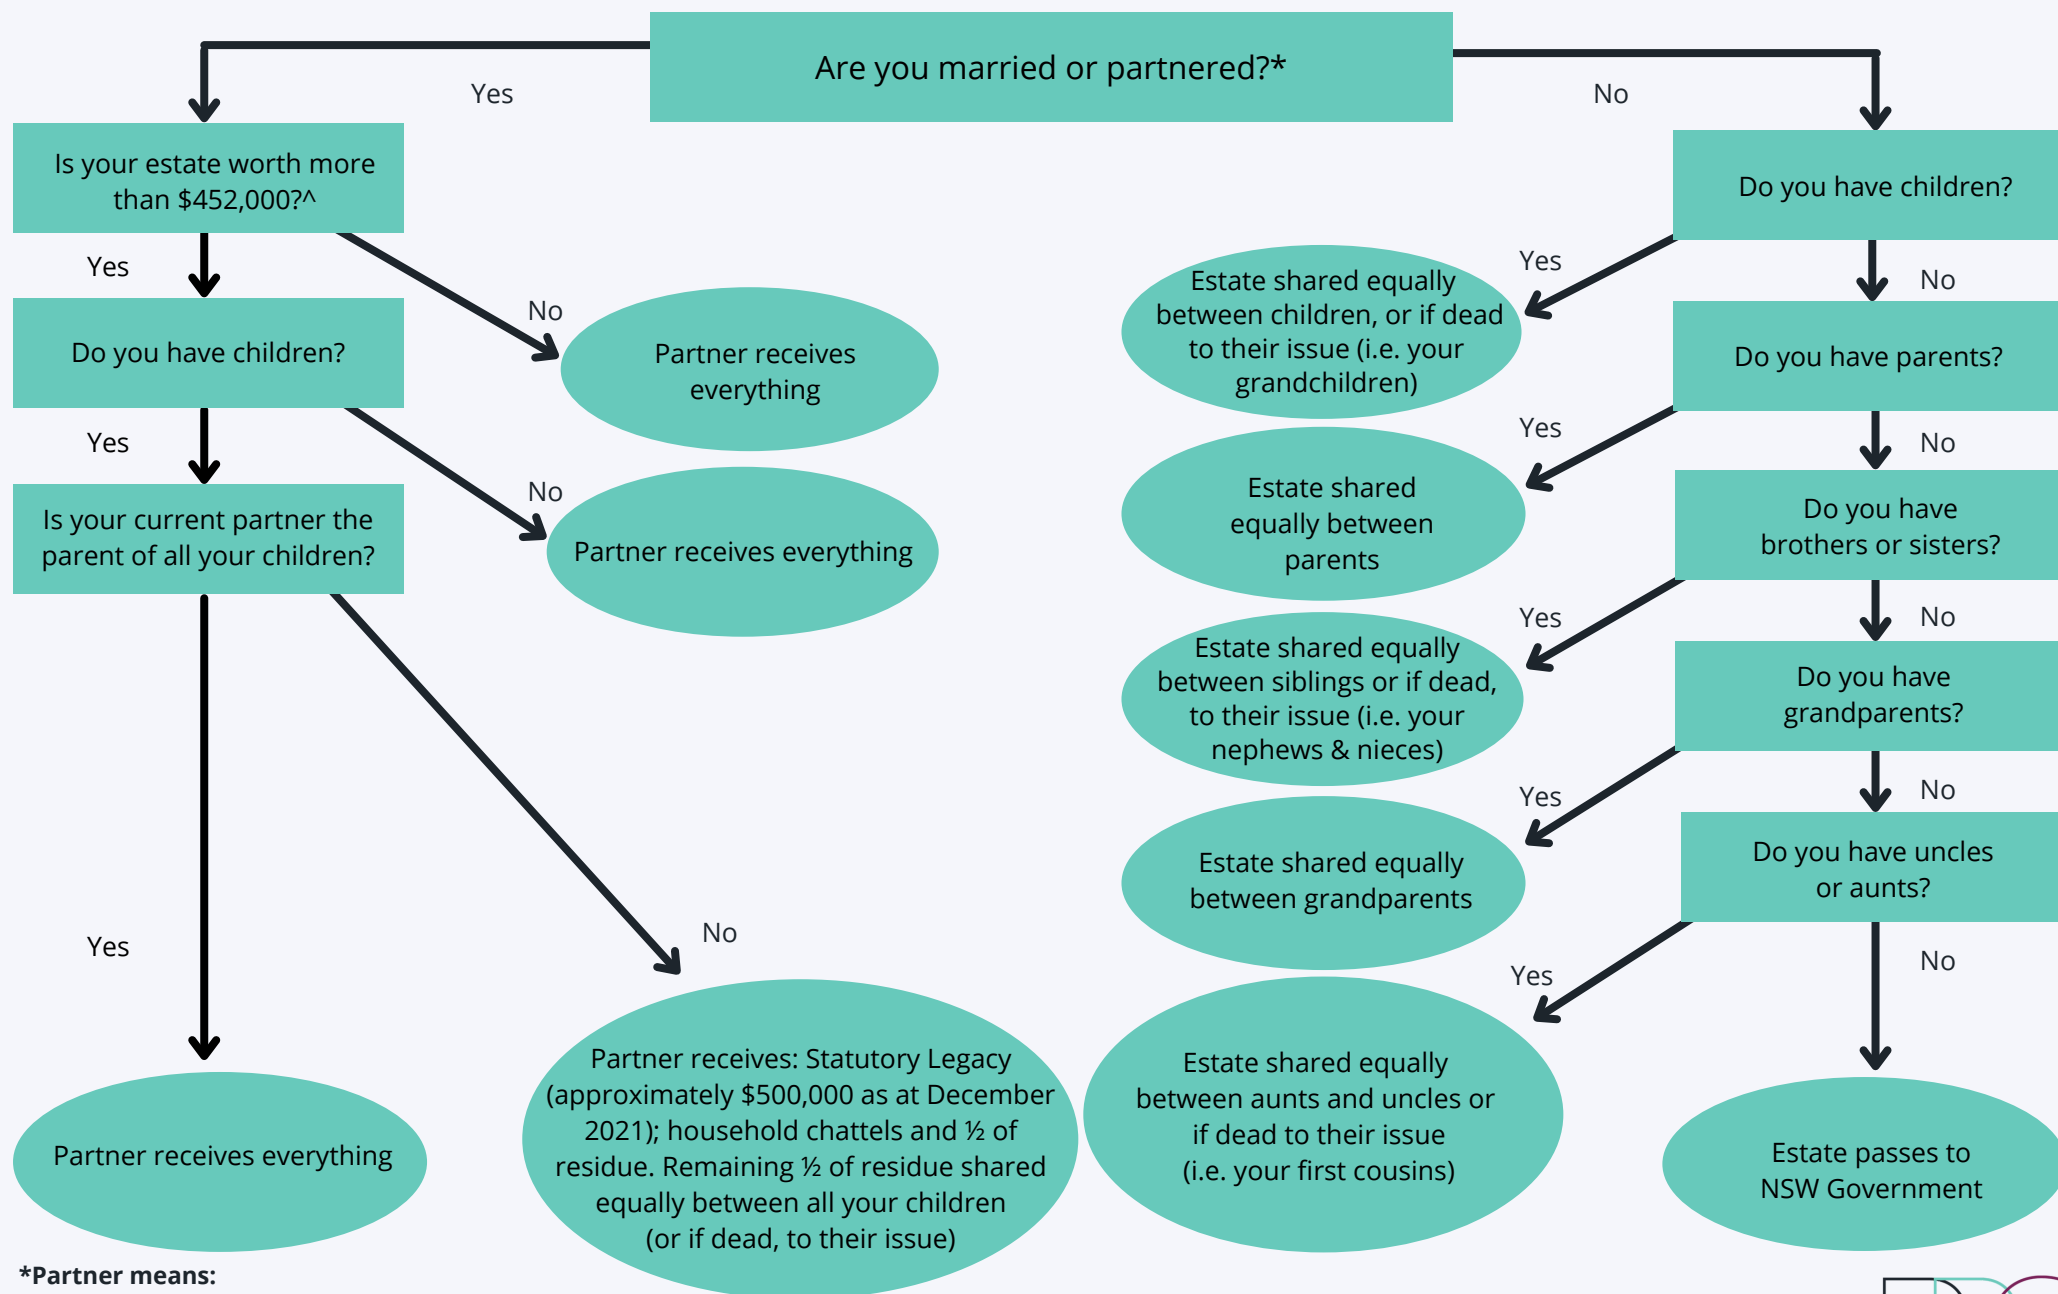 Are you married or partnered?*
Yes
No
Is your estate worth more
than $452,000?^
Do you have children?
Yes
No
Yes
No
Estate shared equally
between children, or if dead
to their issue (i.e. your
grandchildren)
Partner receives
everything
Do you have children?
Do you have parents?
Yes
No
Yes
No
Estate shared
equally between
parents
Partner receives everything
Is your current partner the
parent of all your children?
Do you have
brothers or sisters?
Yes
No
Estate shared equally
between siblings or if dead,
to their issue (i.e. your
nephews & nieces)
Do you have
grandparents?
Yes
No
Estate shared equally
between grandparents
Do you have uncles
or aunts?
Yes
No
Yes
No
Partner receives everything
Partner receives: Statutory Legacy
(approximately $500,000 as at December
2021); household chattels and ½ of
residue. Remaining ½ of residue shared
equally between all your children
(or if dead, to their issue)
Estate shared equally
between aunts and uncles or
if dead to their issue
(i.e. your first cousins)
Estate passes to
NSW Government
*Partner means: